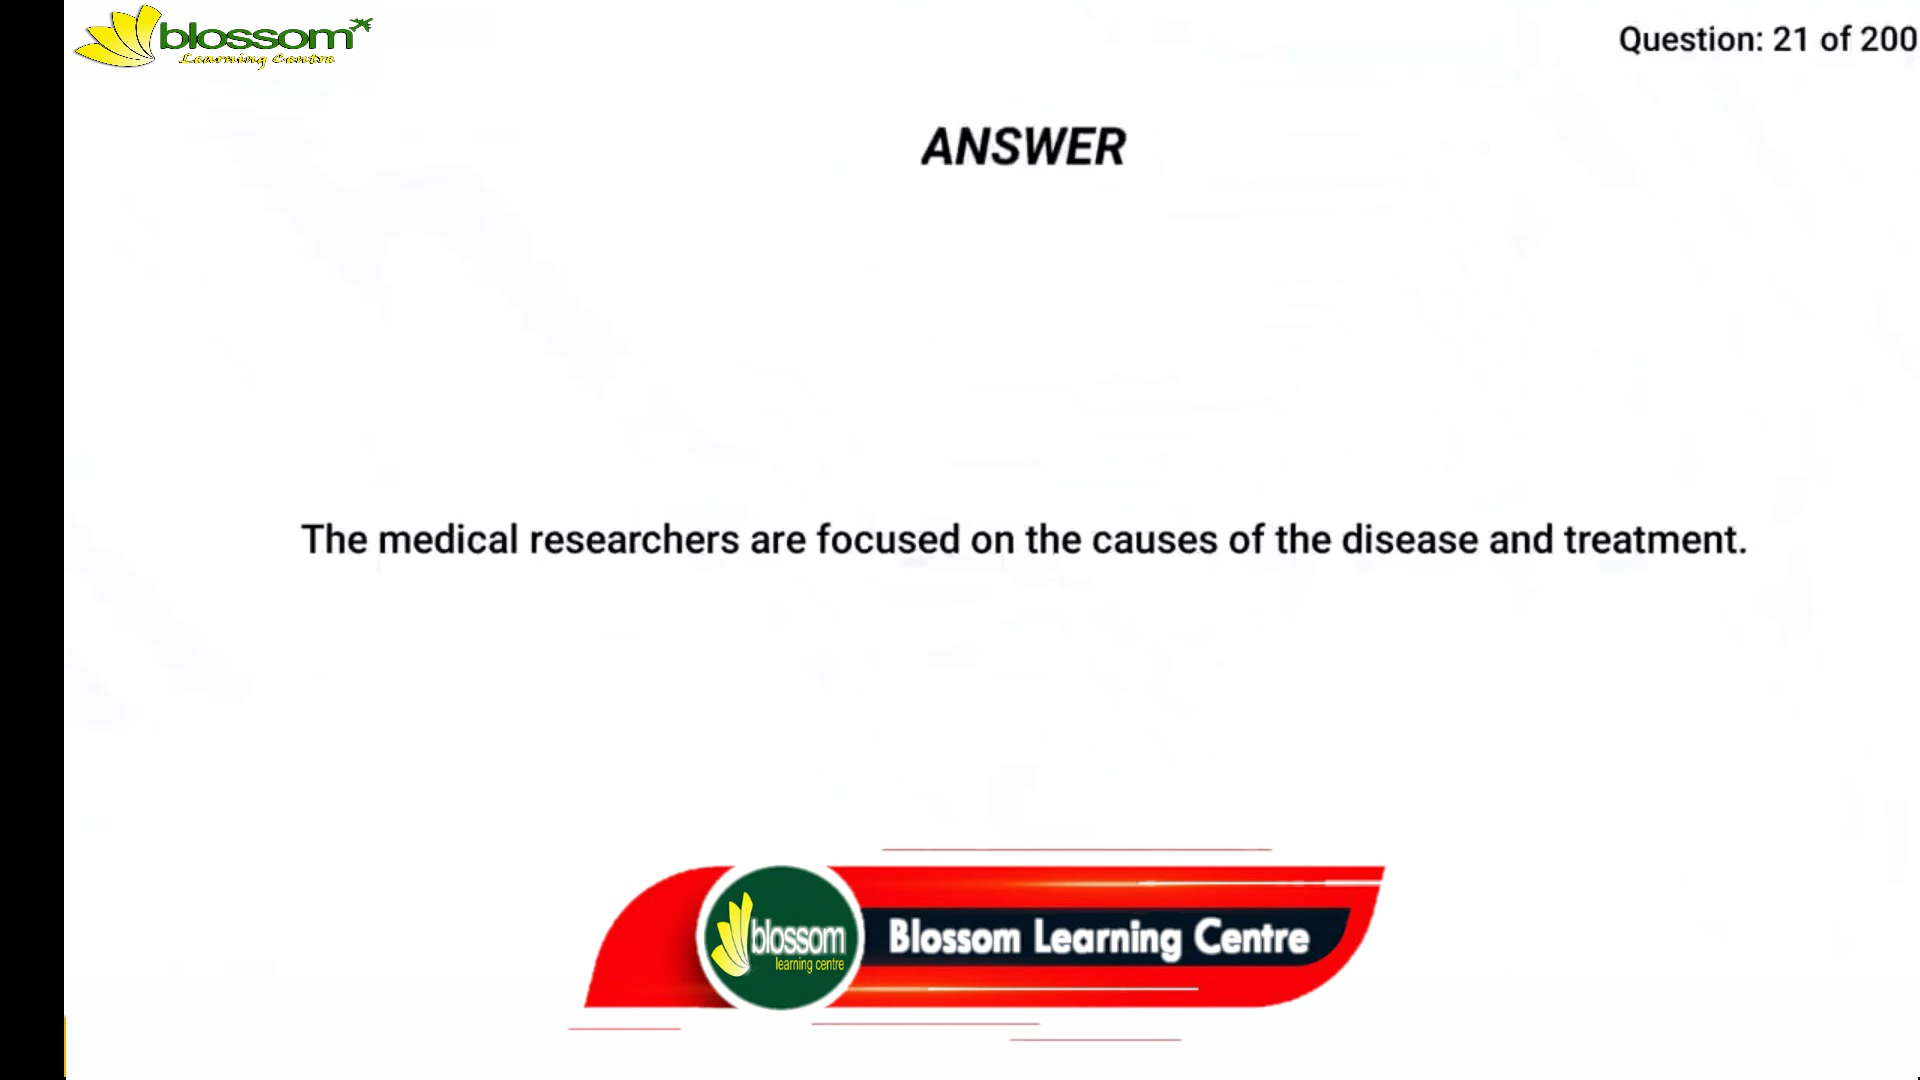 blossom
Learning Centre
Question: 21 of 200
ANSWER
The medical researchers are focused on the causes of the disease and treatment.
blossom
learning centre
Blossom Learning Centre